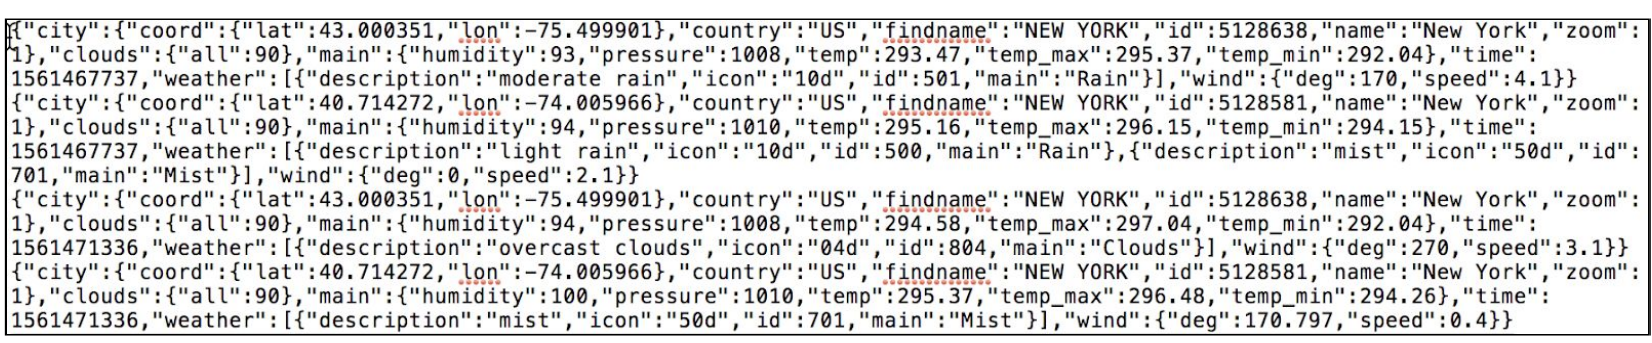 {"city":{"coord":{"lat":43.000351,"lon":-75.499901},"country":"US","findname":"NEW YORK","id":5128638,"name":"New York","zoom":
1},"clouds":{"all":90},"main":{"humidity":93,"pressure":1008,"temp":293.47,"temp_max":295.37,"temp_min":292.04},"time":
1561467737,"weather":[{"description":"moderate rain","icon":"10d","id":501,"main":"Rain"}],"wind":{"deg":170,"speed":4.1}}
{"city":{"coord":{"lat":40.714272,"lon":-74.005966},"country":"US","findname":"NEW YORK","id":5128581,"name":"New York","zoom":
1},"clouds":{"all":90},"main":{"humidity":94,"pressure":1010,"temp":295.16,"temp_max":296.15,"temp_min":294.15},"time":
1561467737,"weather":[{"description":"light rain","icon":"10d","id":500,"main":"Rain"},{"description":"mist","icon":"50d","id":
701,"main":"Mist"}],"wind":{"deg":0,"speed":2.1}}
{"city":{"coord":{"lat":43.000351,"lon":-75.499901},"country":"US","findname":"NEW YORK","id":5128638,"name":"New York","zoom":
1},"clouds":{"all":90},"main":{"humidity":94,"pressure":1008,"temp":294.58,"temp_max":297.04,"temp_min":292.04},"time":
1561471336,"weather":[{"description":"overcast clouds","icon":"04d","id":804,"main":"Clouds"}],"wind":{"deg":270,"speed":3.1}}
{"city":{"coord":{"lat":40.714272,"lon":-74.005966},"country":"US","findname":"NEW YORK","id":5128581,"name":"New York","zoom":
1},"clouds":{"all":90},"main":{"humidity":100,"pressure":1010,"temp":295.37,"temp_max":296.48,"temp_min":294.26},"time":
1561471336,"weather":[{"description":"mist","icon":"50d","id":701,"main":"Mist"}],"wind":{"deg":170.797,"speed":0.4}}